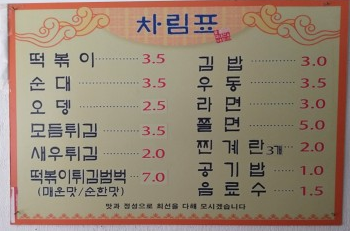 차림표
떡볶이 3.5
순대 3.5
오뎅 2.5
모듬튀김 3.5
새우튀김 2.0
떡볶이튀김범벅 7.0
(매운맛/순한맛)
김밥 3.0
우동 3.5
라면 3.0
쫄면 5.0
찐계란3개 2.0
공기밥 1.0
음료수 1.5
맛과 정성으로 최선을 다해 모시겠습니다